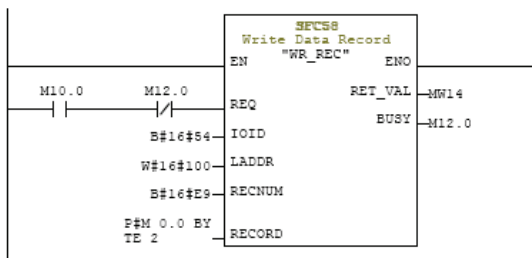 SFC58
Write Data Record
"WR_REC"
EN ENO
M10.0 M12.0
REQ RET_VAL MW14
BUSY M12.0
B#16#54 IOID
W#16#100 LADDR
B#16#E9 RECNUM
P#M 0.0 BY
TE 2 RECORD